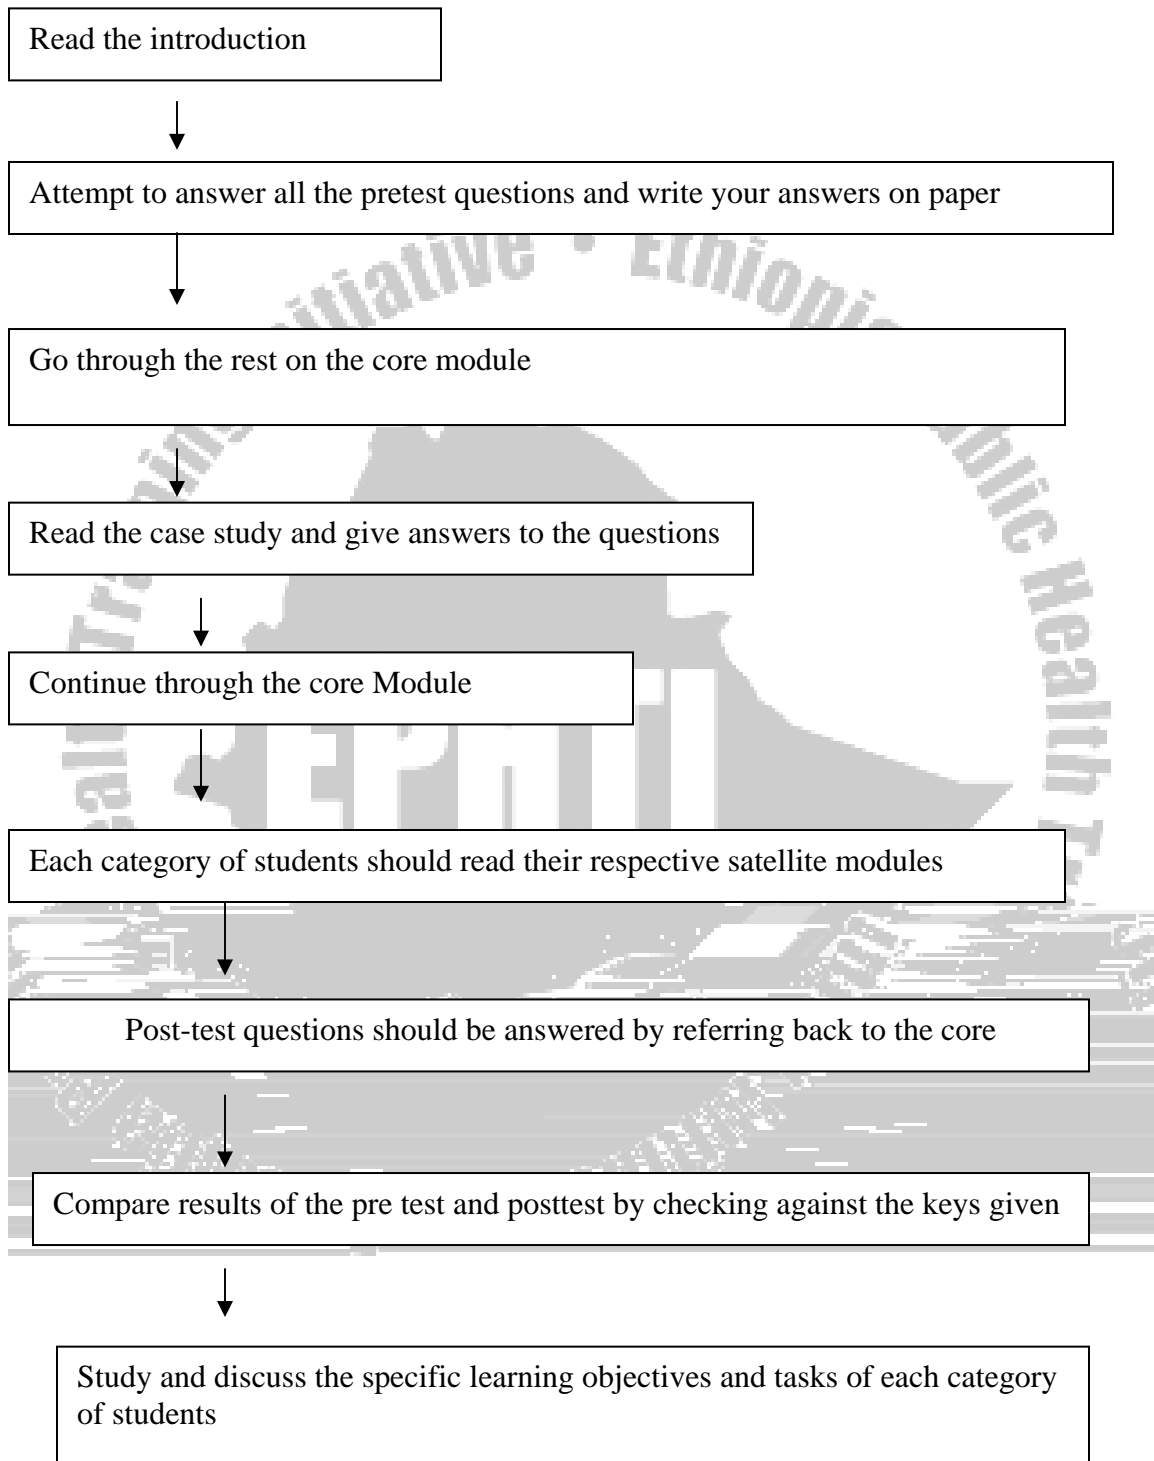 Read the introduction
Attempt to answer all the pretest questions and write your answers on paper
Go through the rest on the core module
Read the case study and give answers to the questions
Continue through the core Module
Each category of students should read their respective satellite modules
Post-test questions should be answered by referring back to the core
Compare results of the pre test and posttest by checking against the keys given
Study and discuss the specific learning objectives and tasks of each category
of students